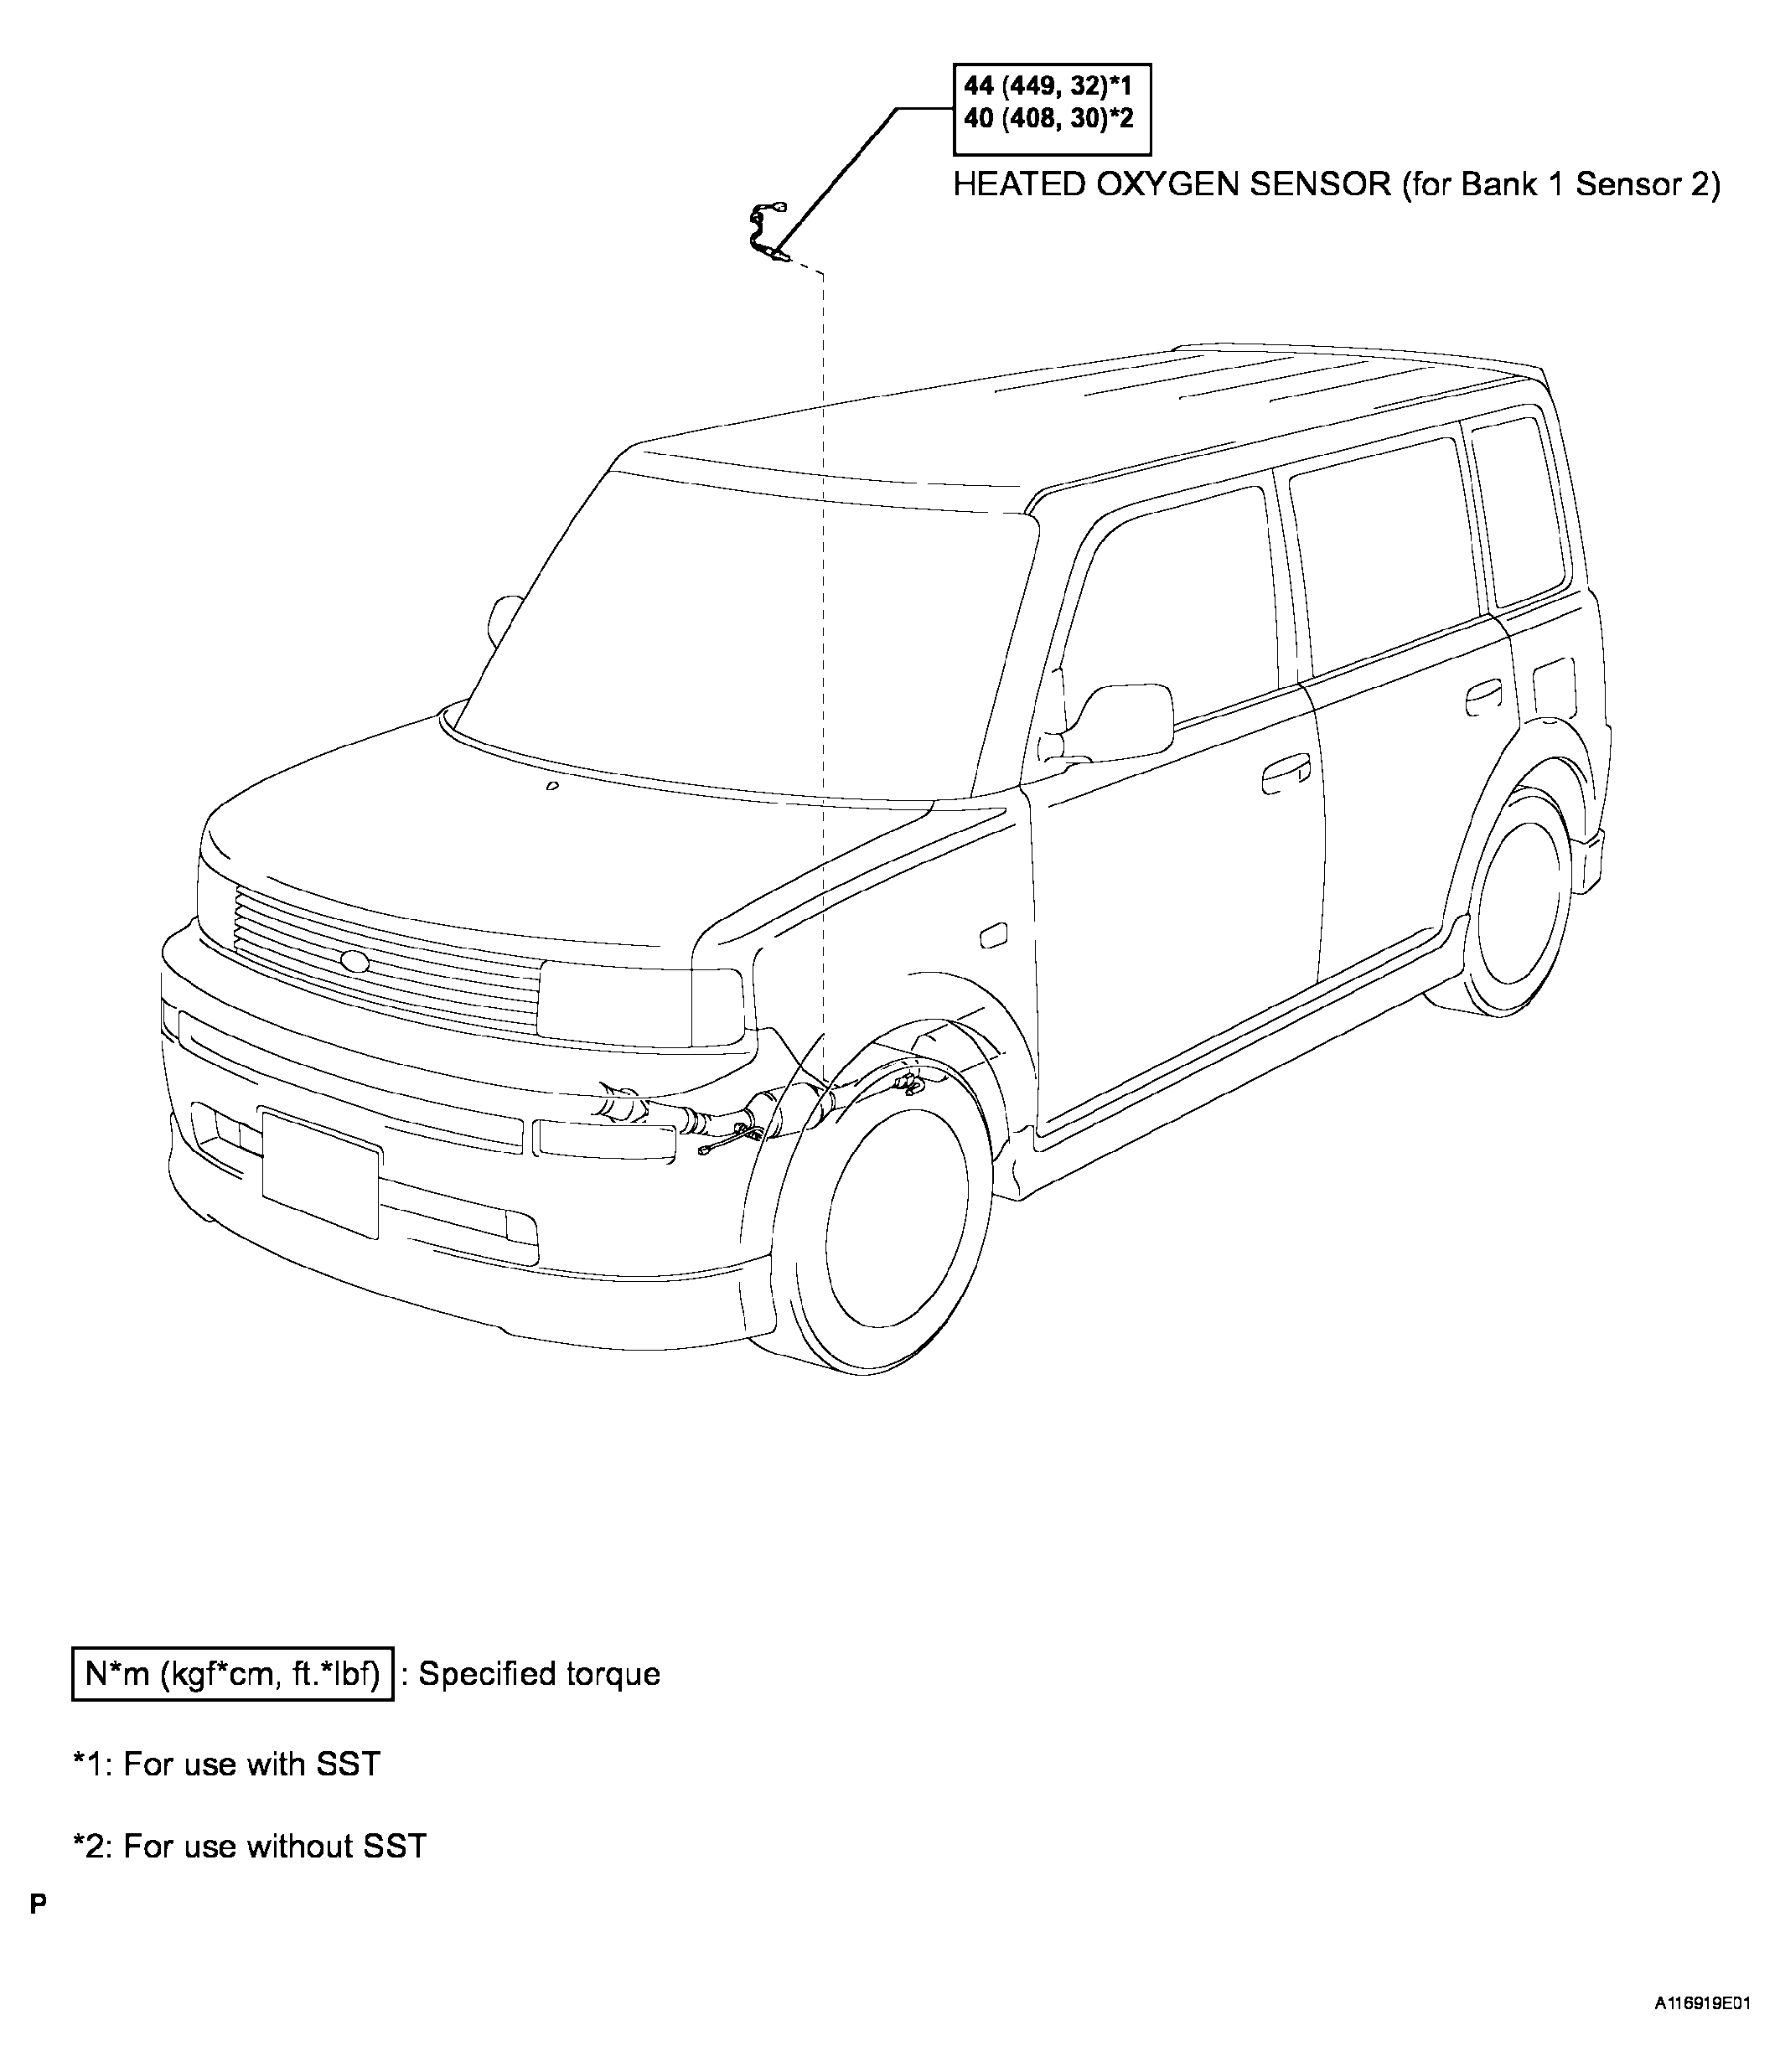 44 (449, 32)*1
40 (408, 30)*2
HEATED OXYGEN SENSOR (for Bank 1 Sensor 2)
N*m (kgf*cm, ft.*lbf) : Specified torque
*1: For use with SST
*2: For use without SST
P
A116919E01